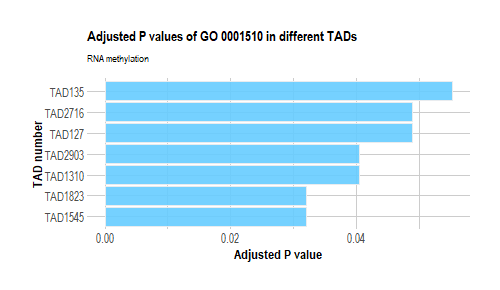 Adjusted P values of GO 0001510 in different TADs
RNA methylation
TAD135
TAD2716
TAD127
TAD2903
TAD1310
TAD1823
TAD1545
TAD number
0.00
0.02
0.04
Adjusted P value